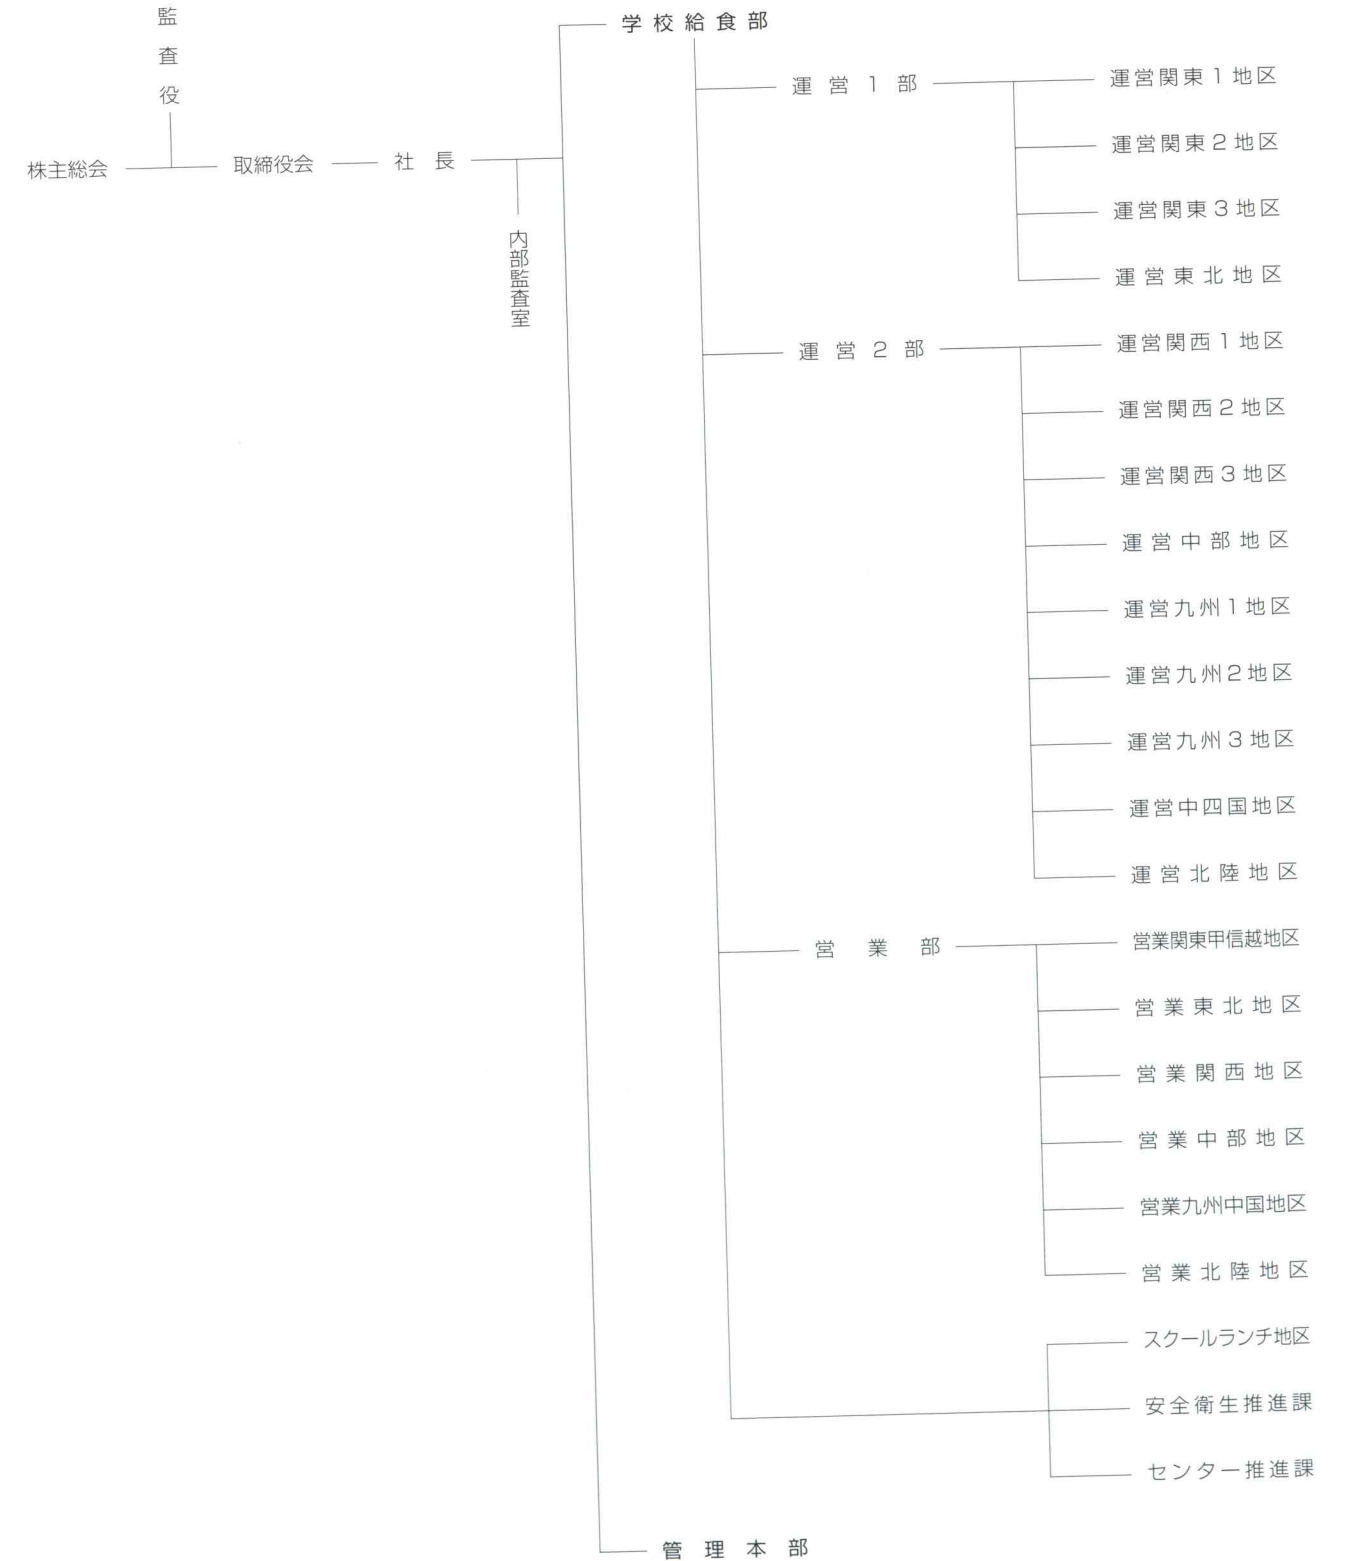 監査役
株主総会
取締役会
社長
内部監査室
学校給食部
運営1部
運営関東1地区
運営関東2地区
運営関東3地区
運営東北地区
運営2部
運営関西1地区
運営関西2地区
運営関西3地区
運営中部地区
運営九州1地区
運営九州2地区
運営九州3地区
運営中四国地区
運営北陸地区
営業部
営業関東甲信越地区
営業東北地区
営業関西地区
営業中部地区
営業九州中国地区
営業北陸地区
スクールランチ地区
安全衛生推進課
センター推進課
管理本部